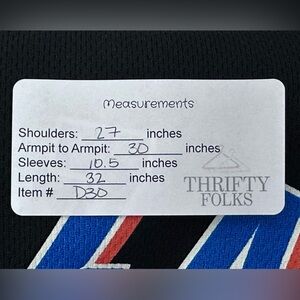 Measurements
Shoulders: 27 inches
Armpit to Armpit: 30 inches
Sleeves: 10.5 inches
Length: 32 inches
Item # D30
THRIFTY
FOLKS